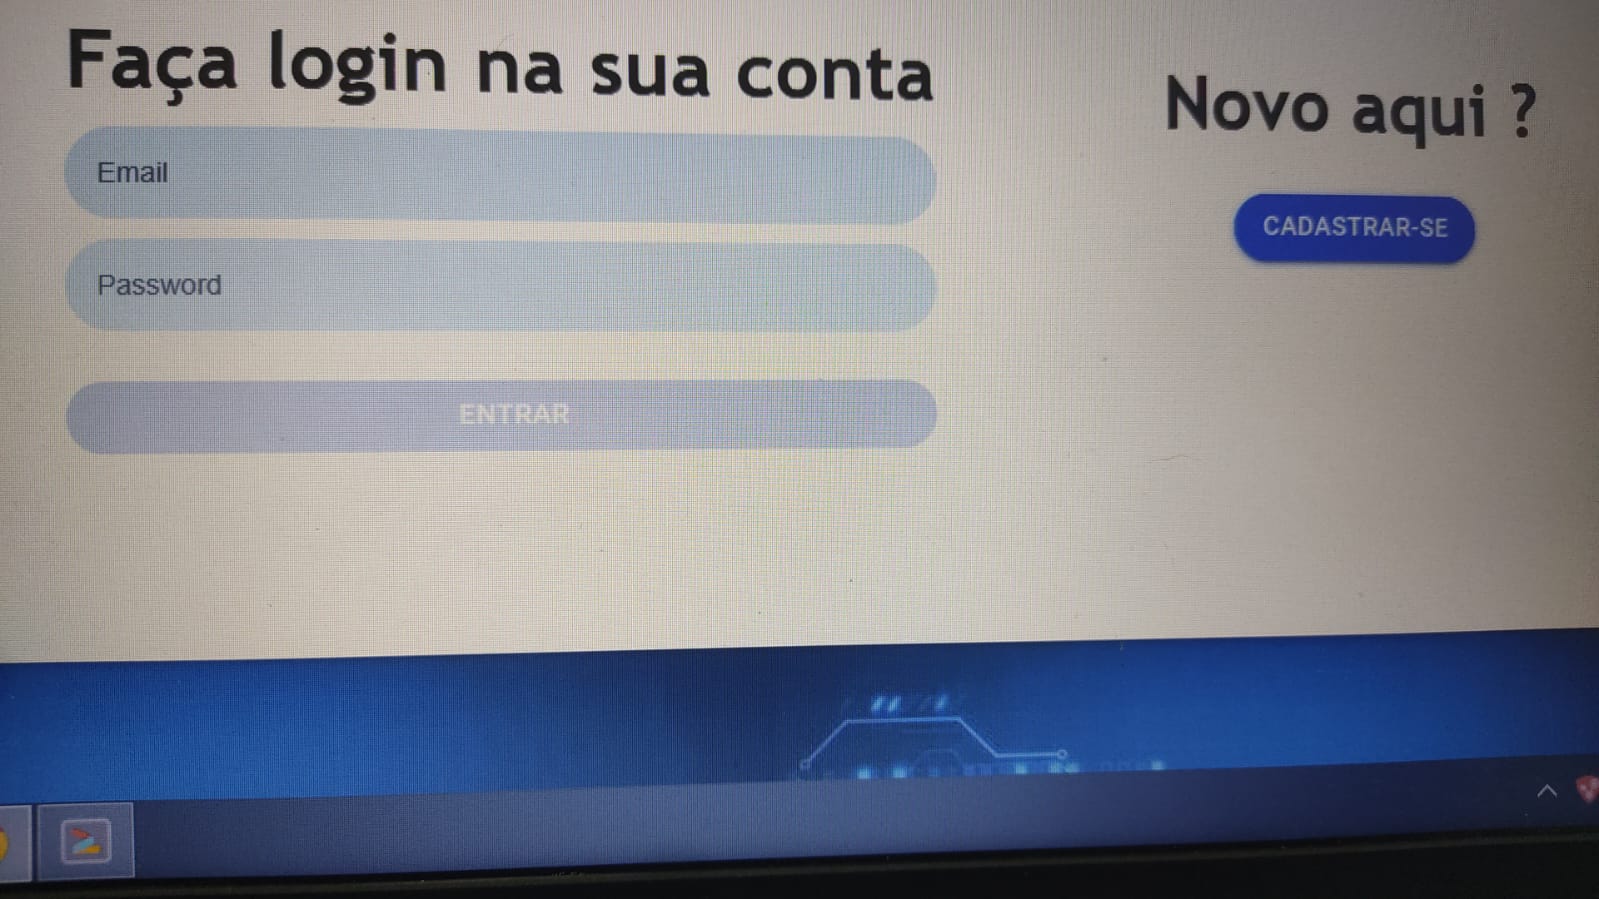 Faça login na sua conta
Email
Password
ENTRAR
Novo aqui ?
CADASTRAR-SE